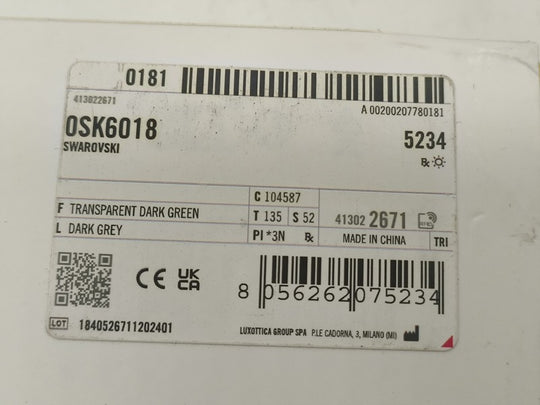 0181
413022671
A 00200207780181
0SK6018
SWAROVSKI
5234
℞
C 104587
F TRANSPARENT DARK GREEN
T 135 S 52
41302 2671
L DARK GREY
PI *3N ℞
MADE IN CHINA
TRI
CE UK CA
8 056262 075234
LOT 1840526711202401
LUXOTTICA GROUP SPA P.LE CADORNA, 3, MILANO (MI)